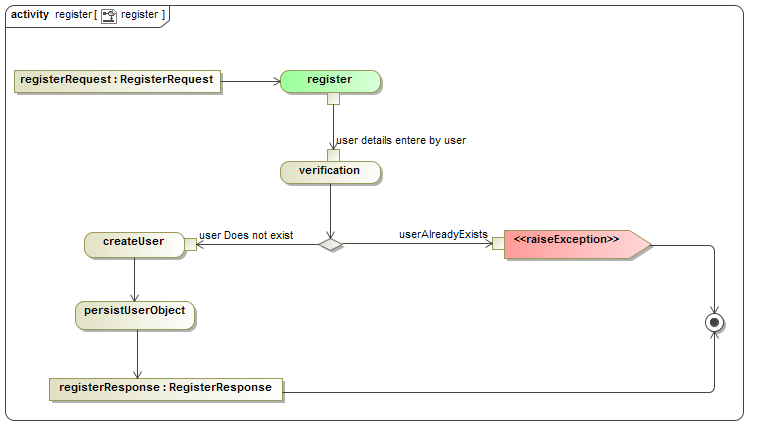 activity register [ register ]
registerRequest : RegisterRequest
register
user details entere by user
verification
createUser
user Does not exist
userAlreadyExists
<<raiseException>>
persistUserObject
registerResponse : RegisterResponse